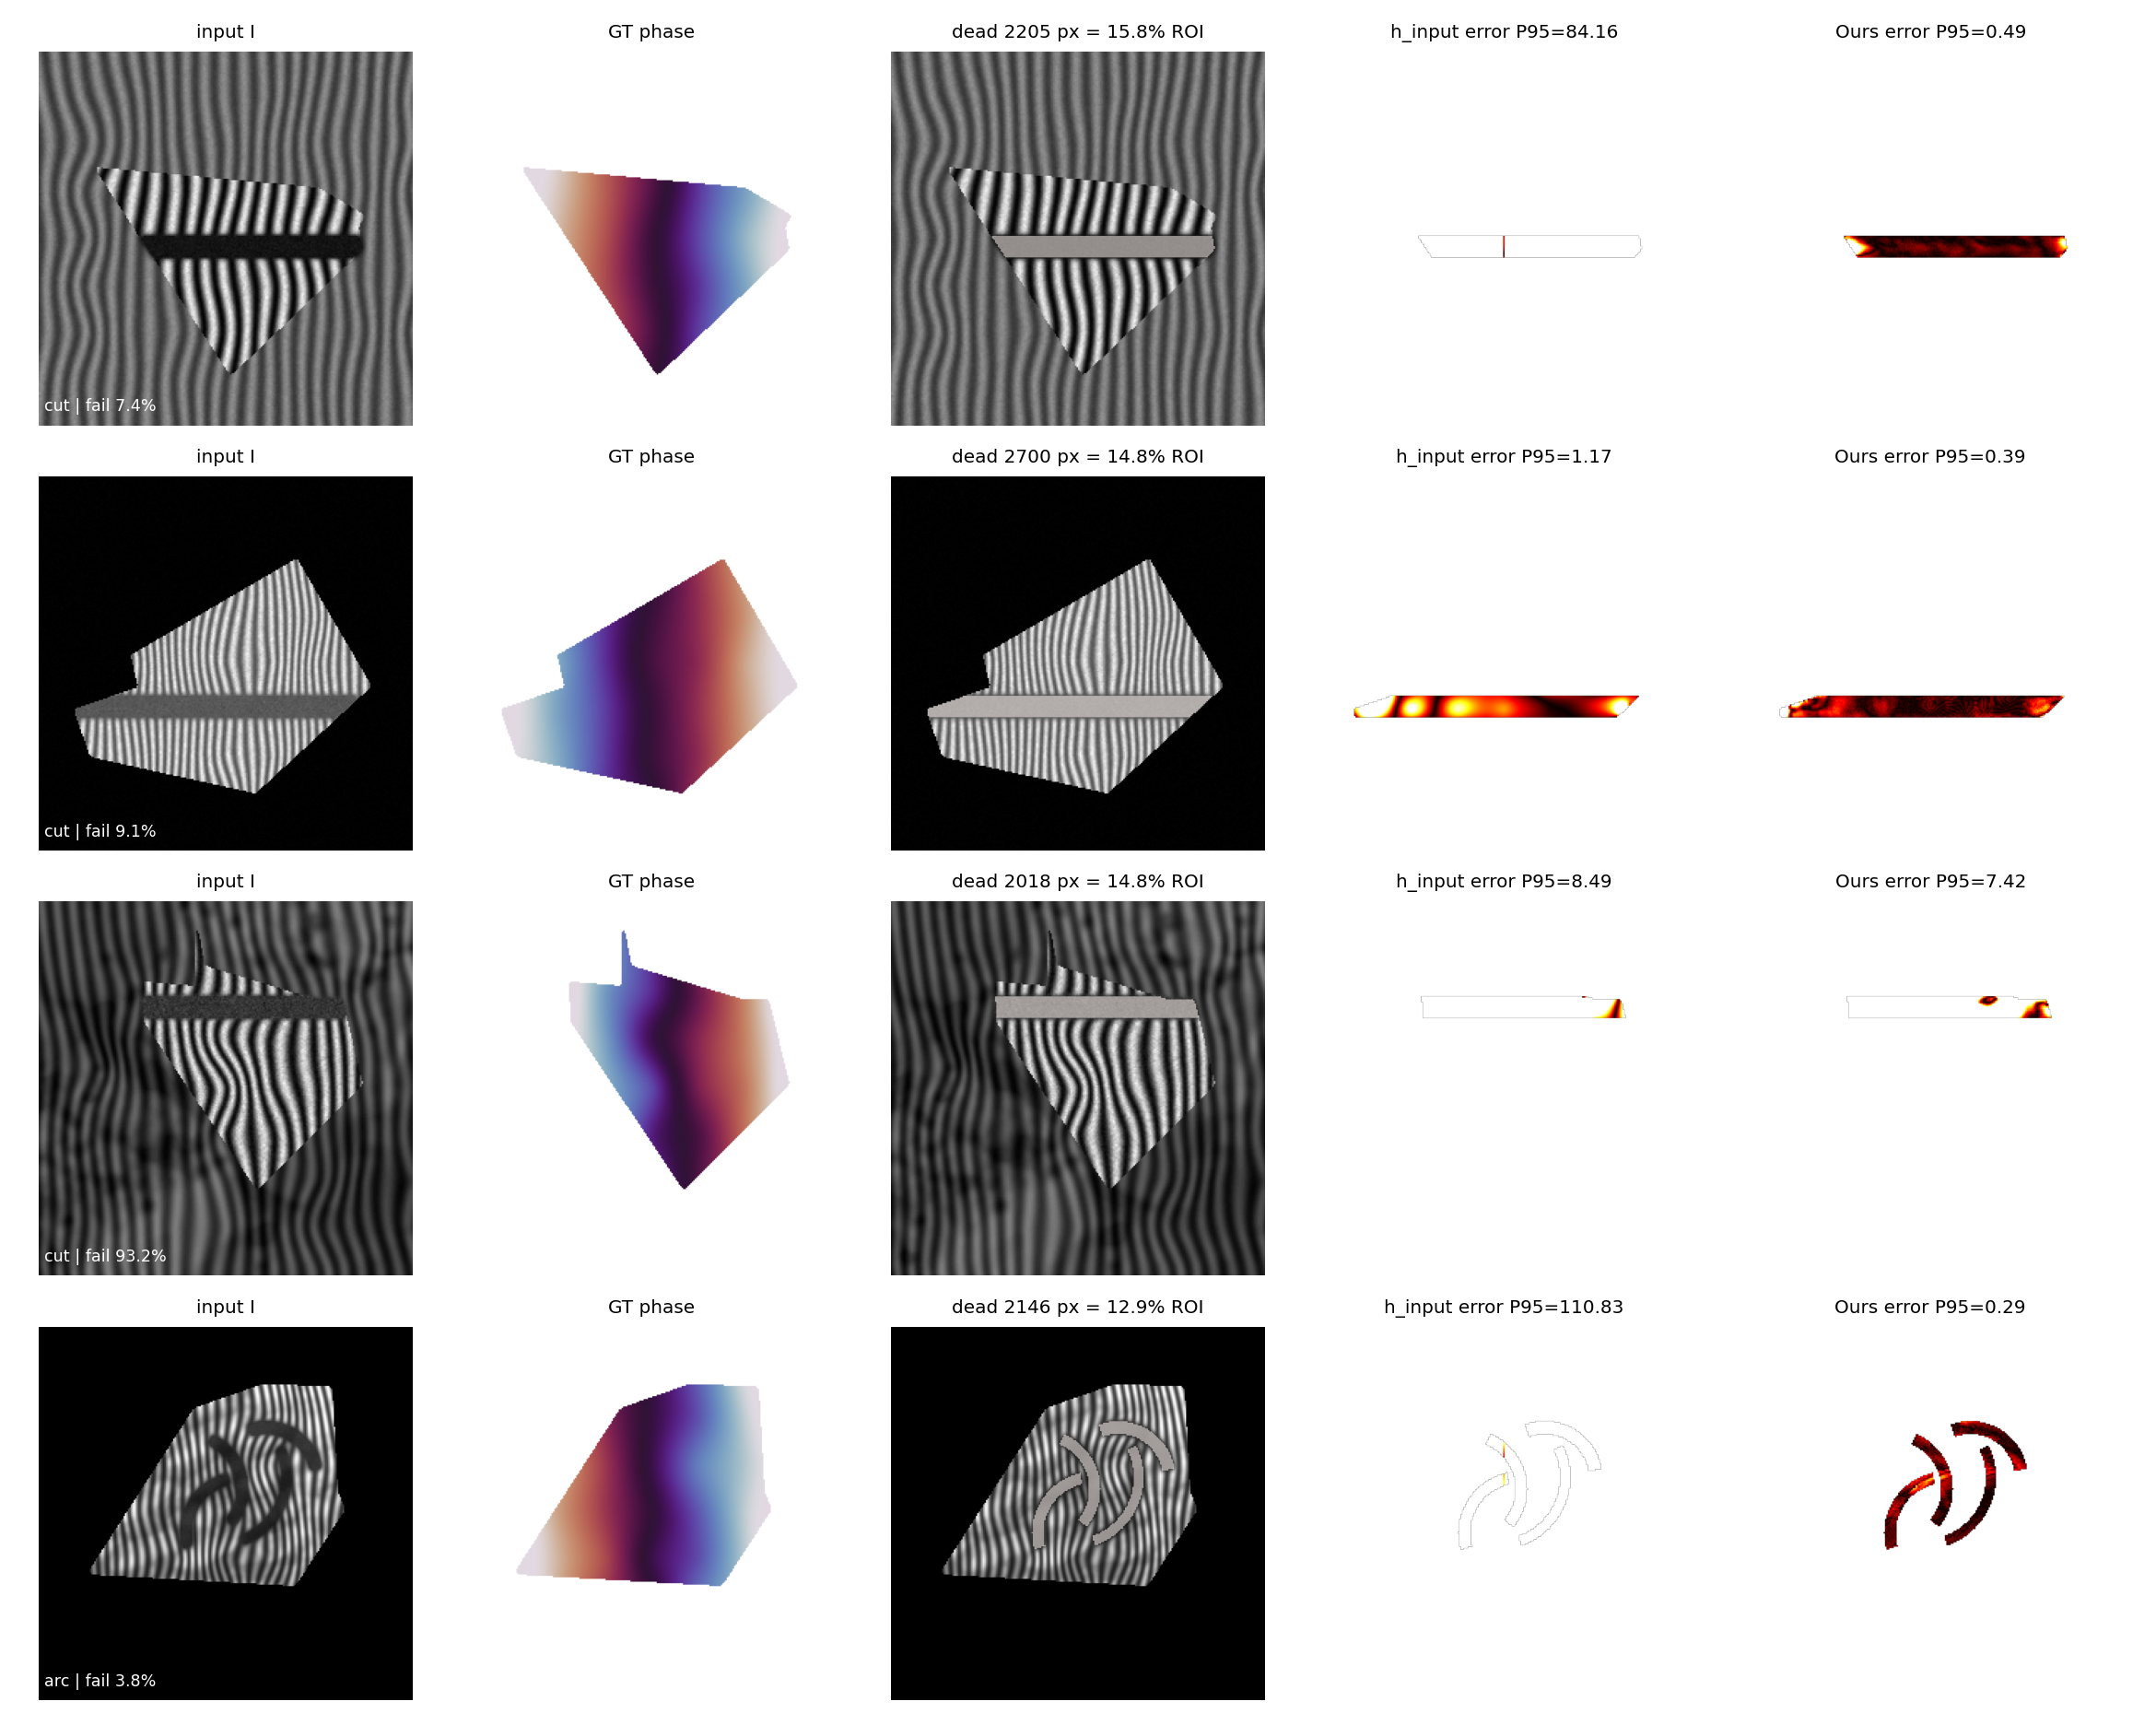 input I
GT phase
dead 2205 px = 15.8% ROI
h_input error P95=84.16
Ours error P95=0.49
cut | fail 7.4%
input I
GT phase
dead 2700 px = 14.8% ROI
h_input error P95=1.17
Ours error P95=0.39
cut | fail 9.1%
input I
GT phase
dead 2018 px = 14.8% ROI
h_input error P95=8.49
Ours error P95=7.42
cut | fail 93.2%
input I
GT phase
dead 2146 px = 12.9% ROI
h_input error P95=110.83
Ours error P95=0.29
arc | fail 3.8%